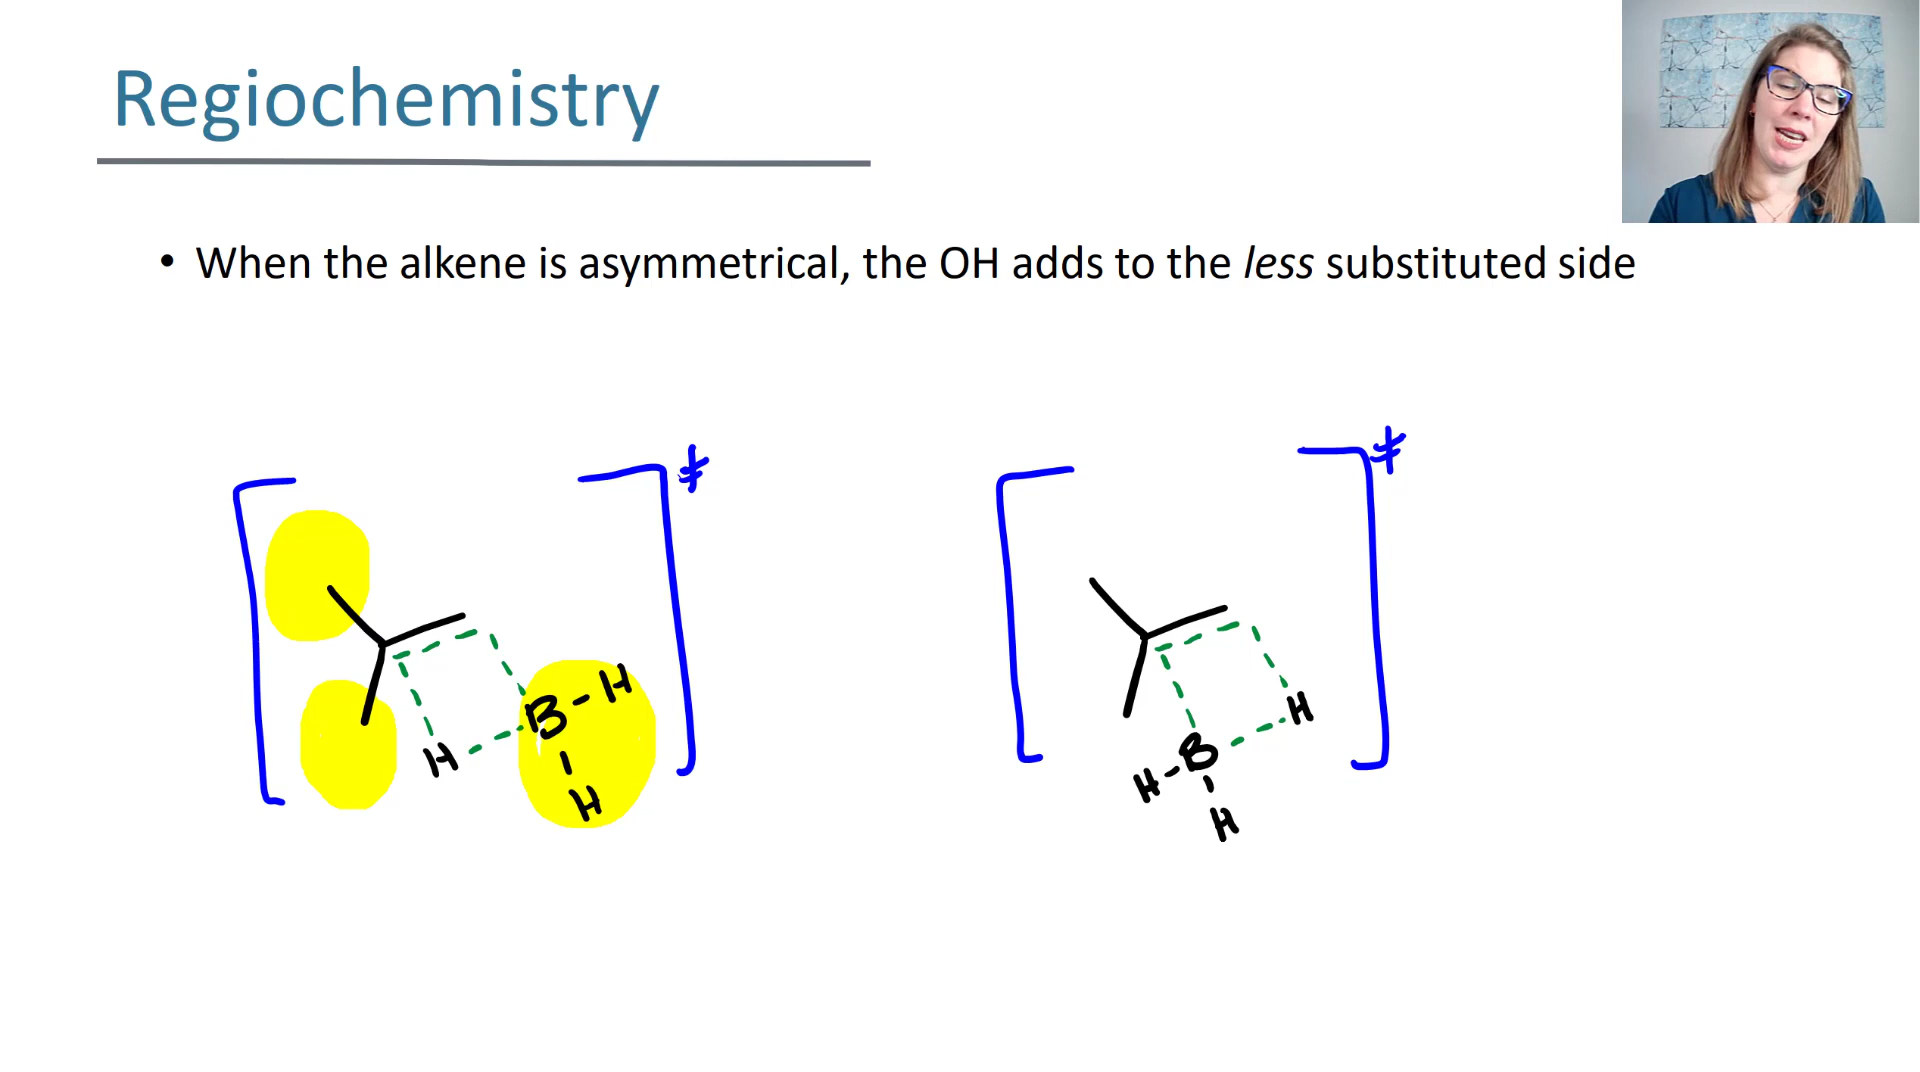 Regiochemistry
• When the alkene is asymmetrical, the OH adds to the less substituted side
‡
‡
B-H
H
H
H
H-B
H